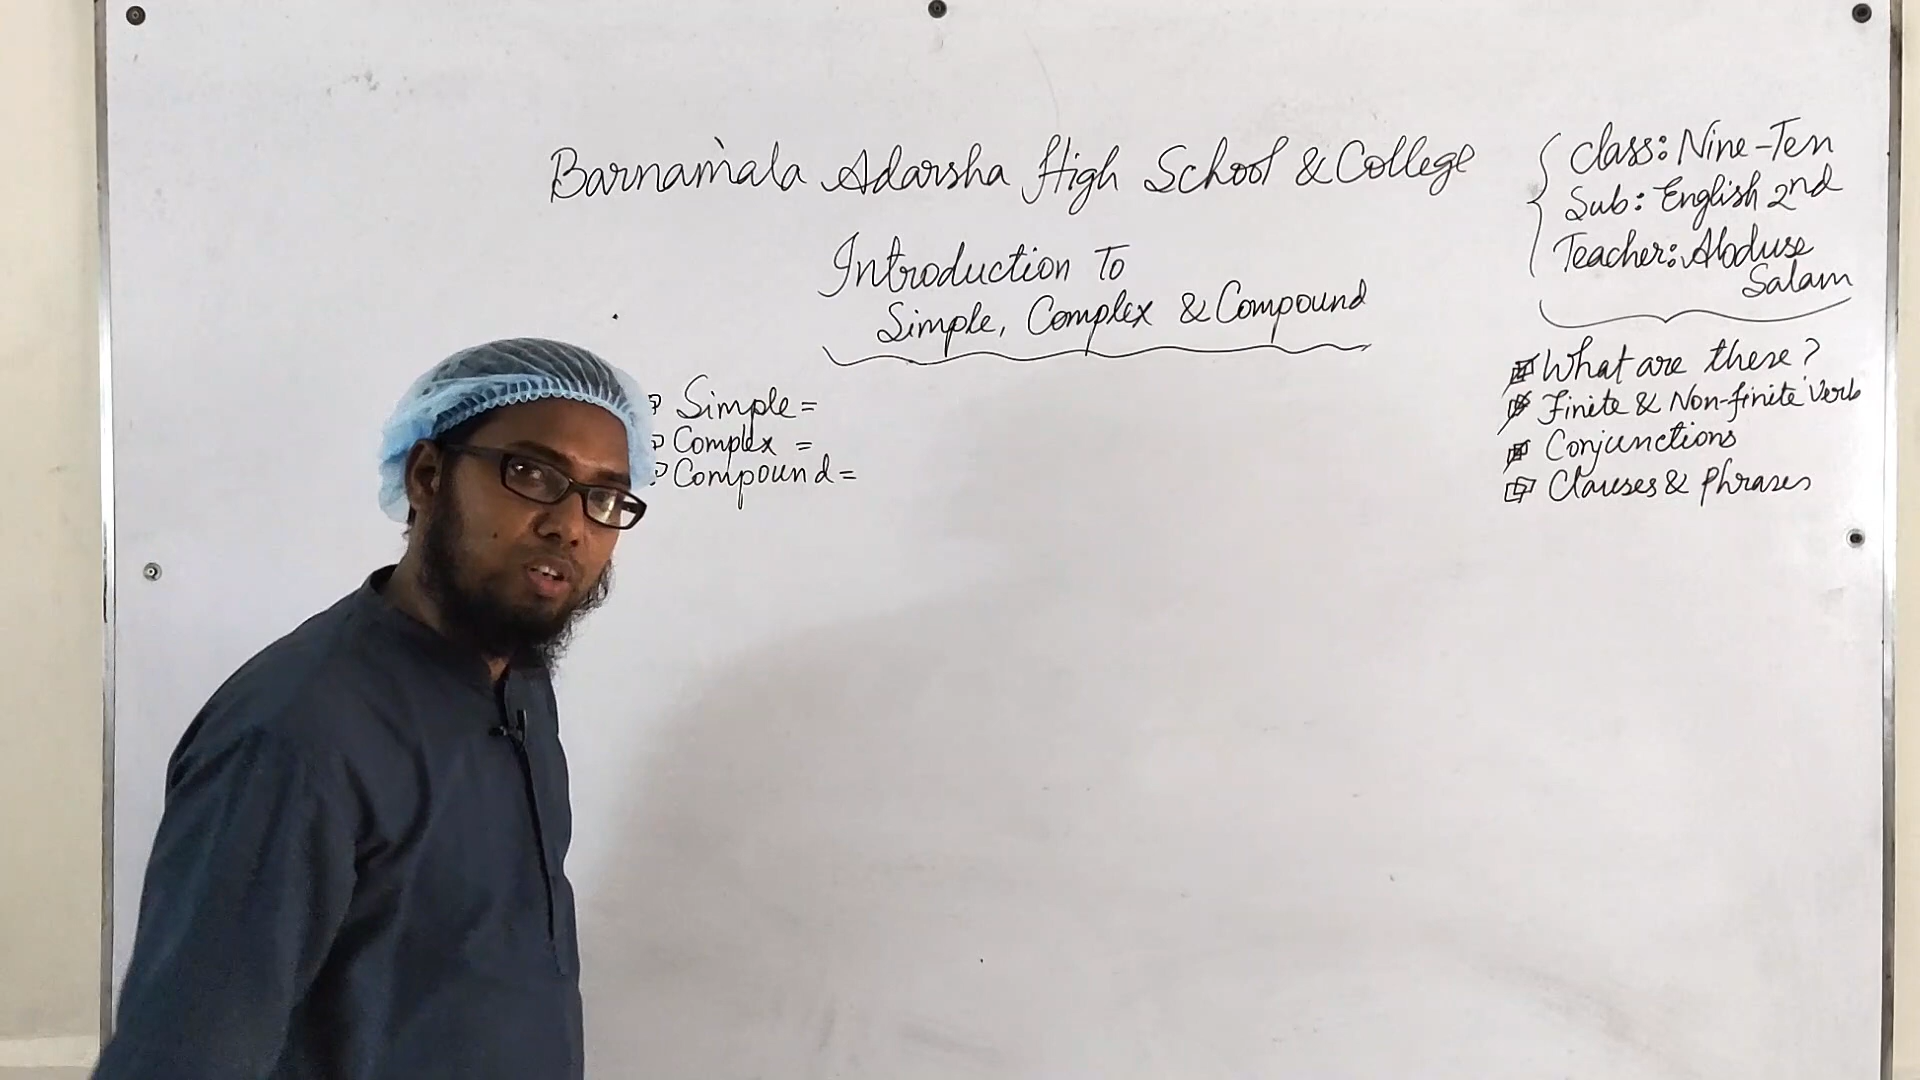 Barnamala Adarsha High School & College
Introduction To
Simple, Complex & Compound
Simple =
Complex =
Compound =
Class: Nine-Ten
Sub: English 2nd
Teacher: Abduse
Salam
What are these?
Finite & Non-finite Verb
Conjunctions
Clauses & Phrases